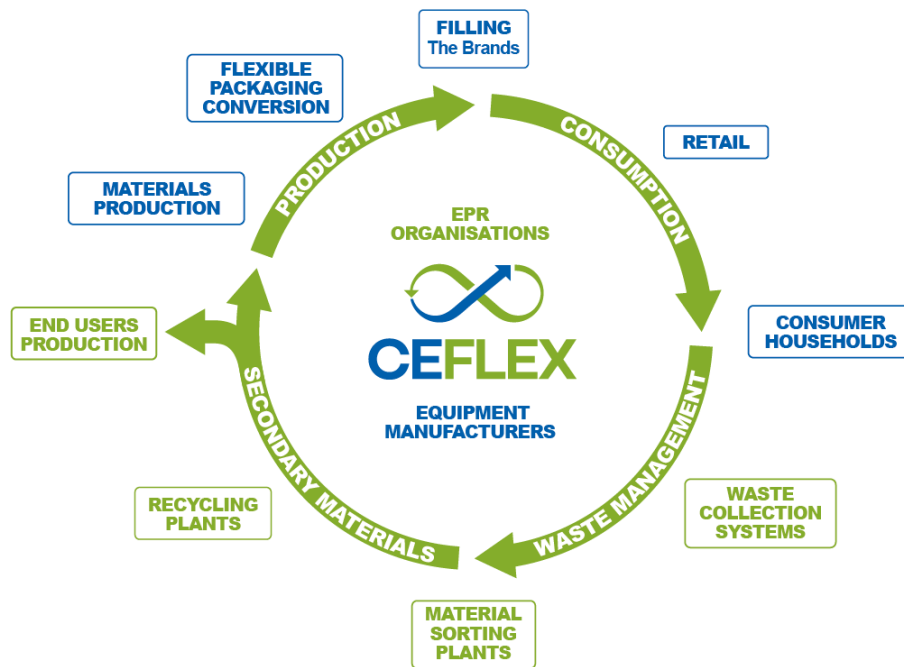 FILLING
The Brands
FLEXIBLE
PACKAGING
CONVERSION
PRODUCTION
CONSUMPTION
RETAIL
MATERIALS
PRODUCTION
EPR
ORGANISATIONS
END USERS
PRODUCTION
CEFLEX
CONSUMER
HOUSEHOLDS
EQUIPMENT
MANUFACTURERS
SECONDARY MATERIALS
WASTE MANAGEMENT
RECYCLING
PLANTS
WASTE
COLLECTION
SYSTEMS
MATERIAL
SORTING
PLANTS